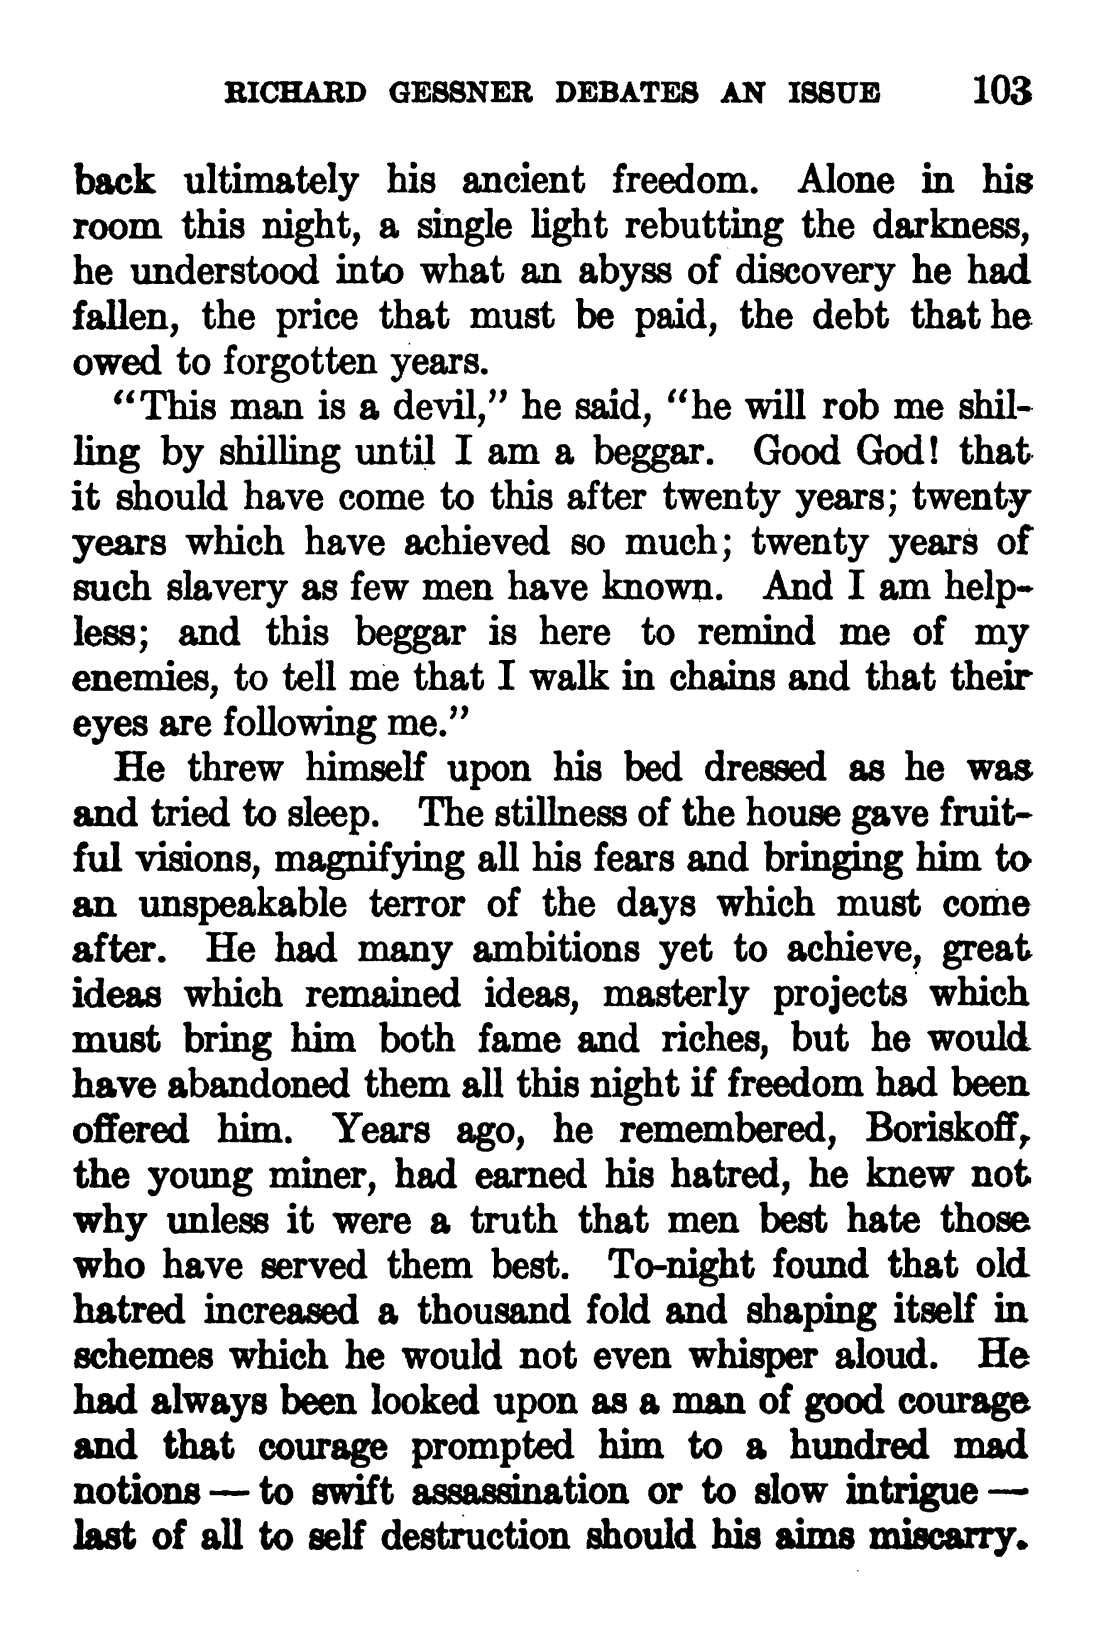 RICHARD GESSNER DEBATES AN ISSUE 103
back ultimately his ancient freedom. Alone in his
room this night, a single light rebutting the darkness,
he understood into what an abyss of discovery he had
fallen, the price that must be paid, the debt that he
owed to forgotten years.
“This man is a devil,” he said, “he will rob me shil-
ling by shilling until I am a beggar. Good God! that
it should have come to this after twenty years; twenty
years which have achieved so much; twenty years of
such slavery as few men have known. And I am help-
less; and this beggar is here to remind me of my
enemies, to tell me that I walk in chains and that their
eyes are following me.”
He threw himself upon his bed dressed as he was
and tried to sleep. The stillness of the house gave fruit-
ful visions, magnifying all his fears and bringing him to
an unspeakable terror of the days which must come
after. He had many ambitions yet to achieve, great
ideas which remained ideas, masterly projects which
must bring him both fame and riches, but he would
have abandoned them all this night if freedom had been
offered him. Years ago, he remembered, Boriskoff,
the young miner, had earned his hatred, he knew not
why unless it were a truth that men best hate those
who have served them best. To-night found that old
hatred increased a thousand fold and shaping itself in
schemes which he would not even whisper aloud. He
had always been looked upon as a man of good courage
and that courage prompted him to a hundred mad
notions — to swift assassination or to slow intrigue —
last of all to self destruction should his aims miscarry.